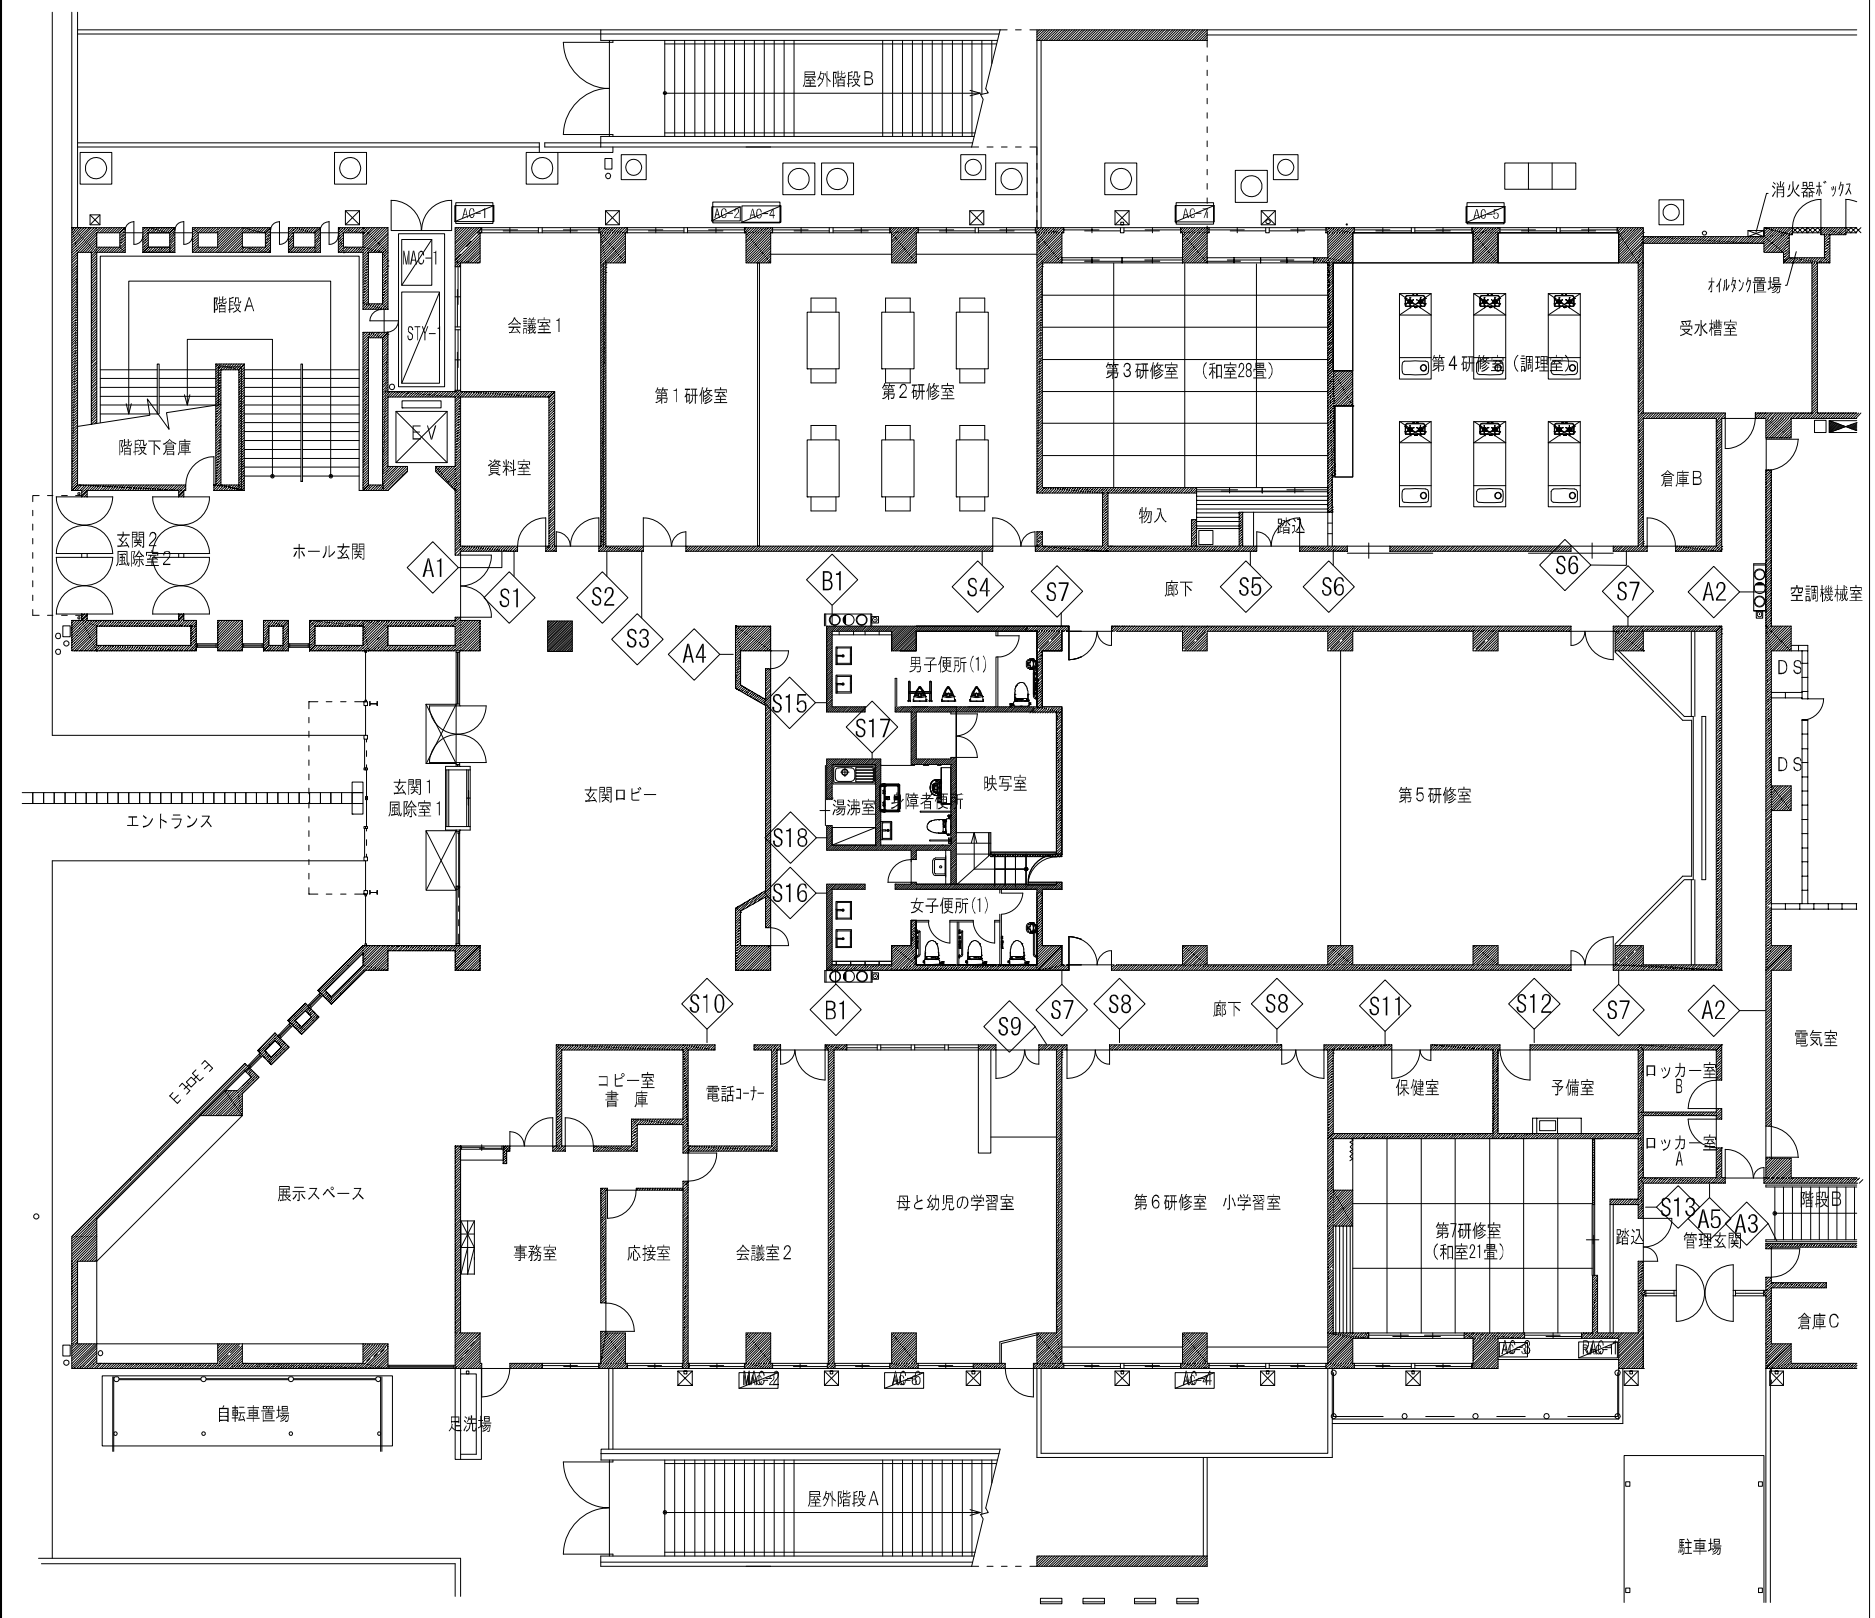 屋外階段B
消火器ボックス
AC-1
AC-2
AC-4
AC-7
AC-5
MAC-1
階段A
STY-1
会議室1
オイルタンク置場
受水槽室
第1研修室
第2研修室
第3研修室 (和室28畳)
第4研修室(調理室)
階段下倉庫
EV
資料室
倉庫B
物入
踏込
玄関2
風除室2
ホール玄関
A1
S1
S2
S3
A4
B1
S4
S7
廊下
S5
S6
S6
S7
A2
空調機械室
男子便所(1)
DS
S15
S17
映写室
DS
玄関1
風除室1
玄関ロビー
湯沸室
身障者便所
第5研修室
エントランス
S18
S16
女子便所(1)
S10
B1
S9
S7
S8
廊下
S8
S11
S12
S7
A2
電気室
コピー室
書 庫
電話コーナー
保健室
予備室
ロッカー室
B
ロッカー室
A
展示スペース
母と幼児の学習室
第6研修室 小学習室
第7研修室
(和室21畳)
踏込
S13
A5
A3
階段B
管理玄関
事務室
応接室
会議室2
倉庫C
AC-3
RAC-1
MAC-2
AC-4
自転車置場
足洗場
屋外階段A
駐車場